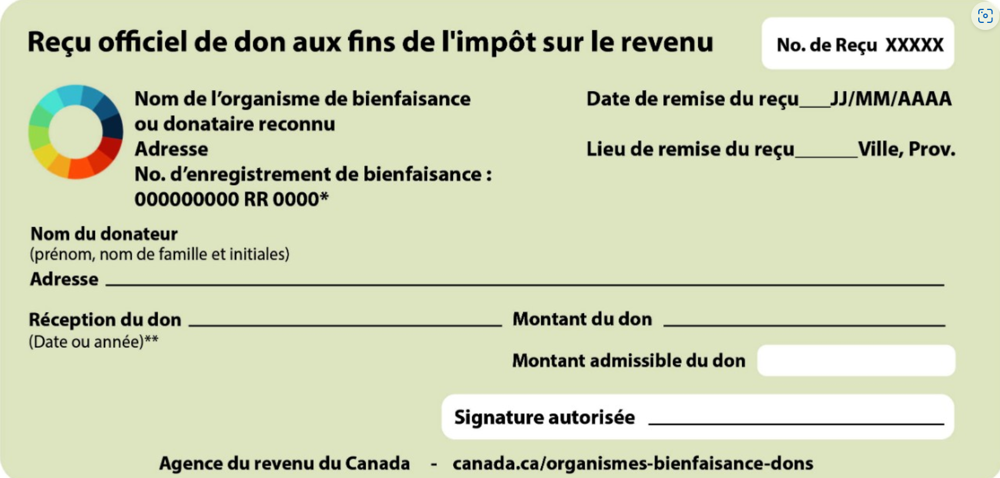 Reçu officiel de don aux fins de l'impôt sur le revenu
No. de Reçu XXXXX
Nom de l’organisme de bienfaisance
ou donataire reconnu
Adresse
No. d’enregistrement de bienfaisance :
000000000 RR 0000*
Date de remise du reçu___JJ/MM/AAAA
Lieu de remise du reçu______Ville, Prov.
Nom du donateur
(prénom, nom de famille et initiales)
Adresse
Réception du don
(Date ou année)**
Montant du don
Montant admissible du don
Signature autorisée
Agence du revenu du Canada - canada.ca/organismes-bienfaisance-dons